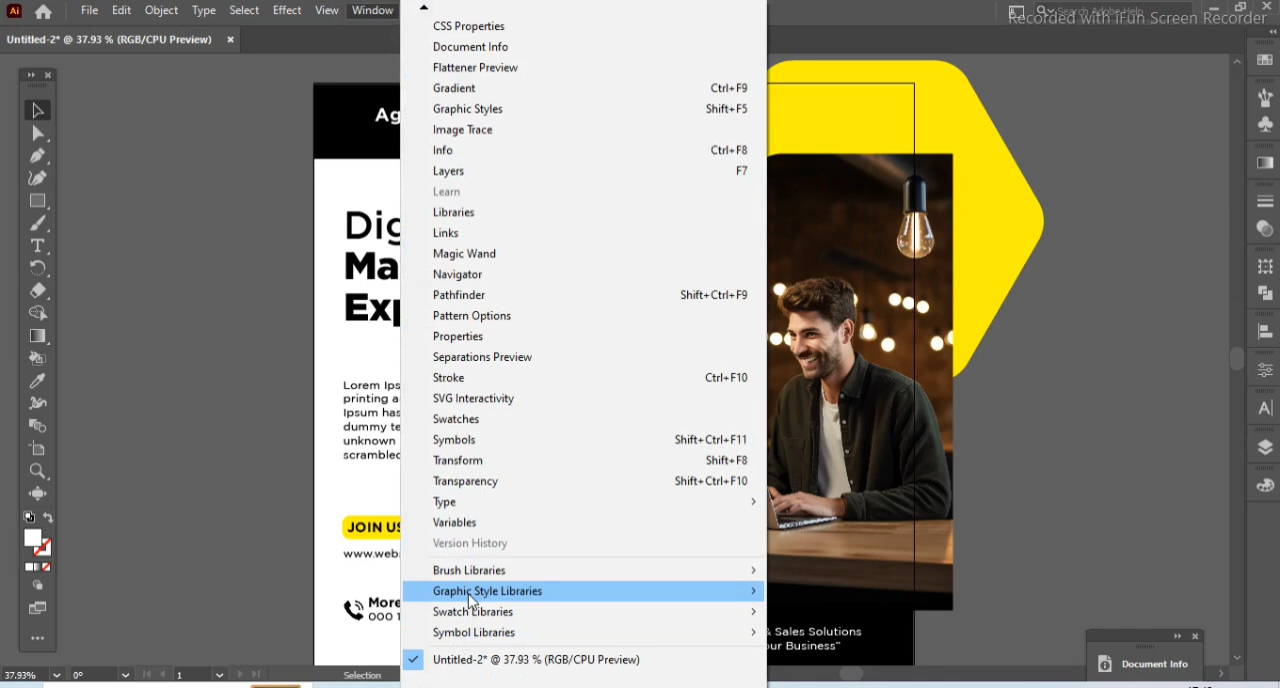 Ai
File
Edit
Object
Type
Select
Effect
View
Window
Search Adobe Help
Recorded with iFun Screen Recorder
Untitled-2* @ 37.93 % (RGB/CPU Preview)
CSS Properties
Document Info
Flattener Preview
Gradient Ctrl+F9
Graphic Styles Shift+F5
Image Trace
Info Ctrl+F8
Layers F7
Learn
Libraries
Links
Magic Wand
Navigator
Pathfinder Shift+Ctrl+F9
Pattern Options
Properties
Separations Preview
Stroke Ctrl+F10
SVG Interactivity
Swatches
Symbols Shift+Ctrl+F11
Transform Shift+F8
Transparency Shift+Ctrl+F10
Type
Variables
Version History
Brush Libraries
Graphic Style Libraries
Swatch Libraries
Symbol Libraries
Untitled-2* @ 37.93 % (RGB/CPU Preview)
Ag
Dig
Ma
Exp
Lorem Ips
printing a
Ipsum has
dummy te
unknown
scrambled
JOIN US
www.webs
More
000 1
& Sales Solutions
our Business"
Document Info
37.93%
0°
1
Selection